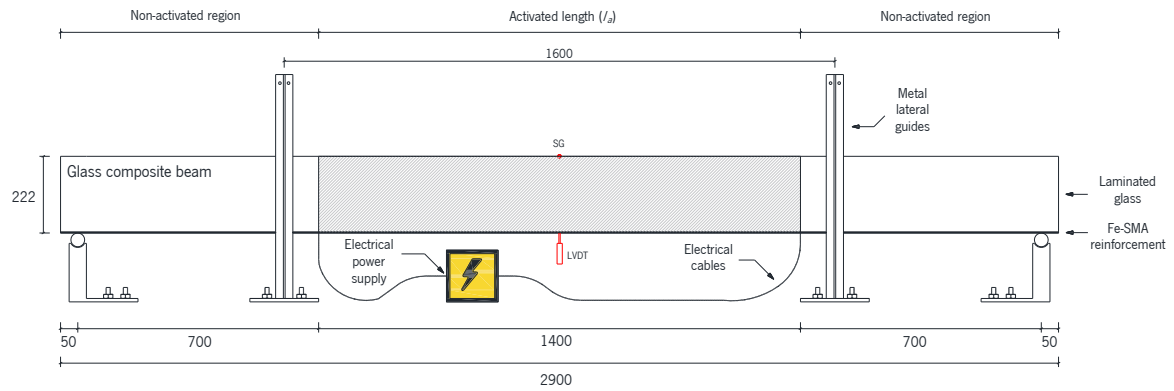 Non-activated region
Activated length (lₐ)
Non-activated region
1600
Metal
lateral
guides
SG
Glass composite beam
222
Laminated
glass
Fe-SMA
reinforcement
Electrical
power
supply
LVDT
Electrical
cables
50
700
1400
700
50
2900